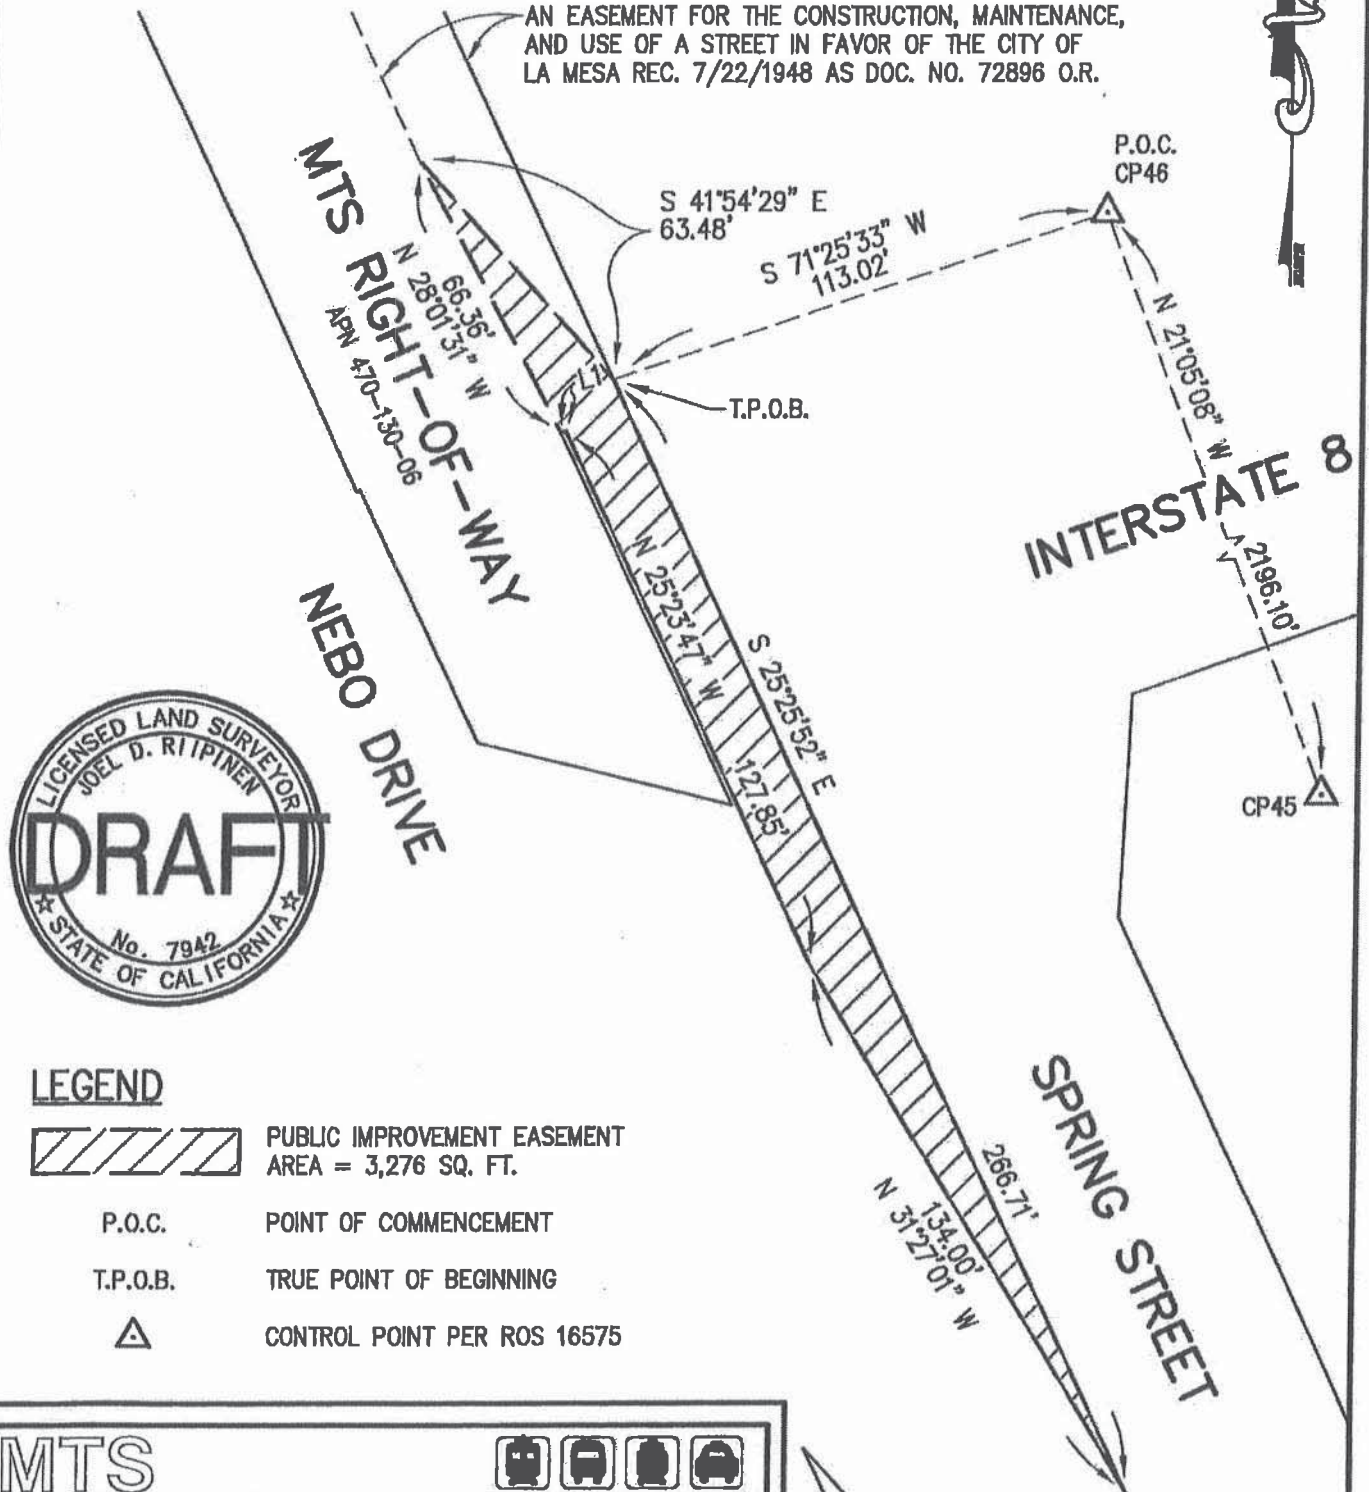 AN EASEMENT FOR THE CONSTRUCTION, MAINTENANCE,
AND USE OF A STREET IN FAVOR OF THE CITY OF
LA MESA REC. 7/22/1948 AS DOC. NO. 72896 O.R.
P.O.C.
CP46
S 41°54'29" E
63.48'
S 71°25'33" W
113.02'
MTS RIGHT-OF-WAY
APN 470-130-06
66.36'
N 28°01'31" W
L1
T.P.O.B.
N 21°05'08" W
2196.10'
INTERSTATE 8
NEBO DRIVE
N 25°23'47" W
127.85'
S 25°25'52" E
266.71'
CP45
LICENSED LAND SURVEYOR
JOEL D. RIIPINEN
DRAFT
No. 7942
STATE OF CALIFORNIA
SPRING STREET
134.00'
N 31°27'01" W
LEGEND
PUBLIC IMPROVEMENT EASEMENT
AREA = 3,276 SQ. FT.
P.O.C. POINT OF COMMENCEMENT
T.P.O.B. TRUE POINT OF BEGINNING
CONTROL POINT PER ROS 16575
MTS